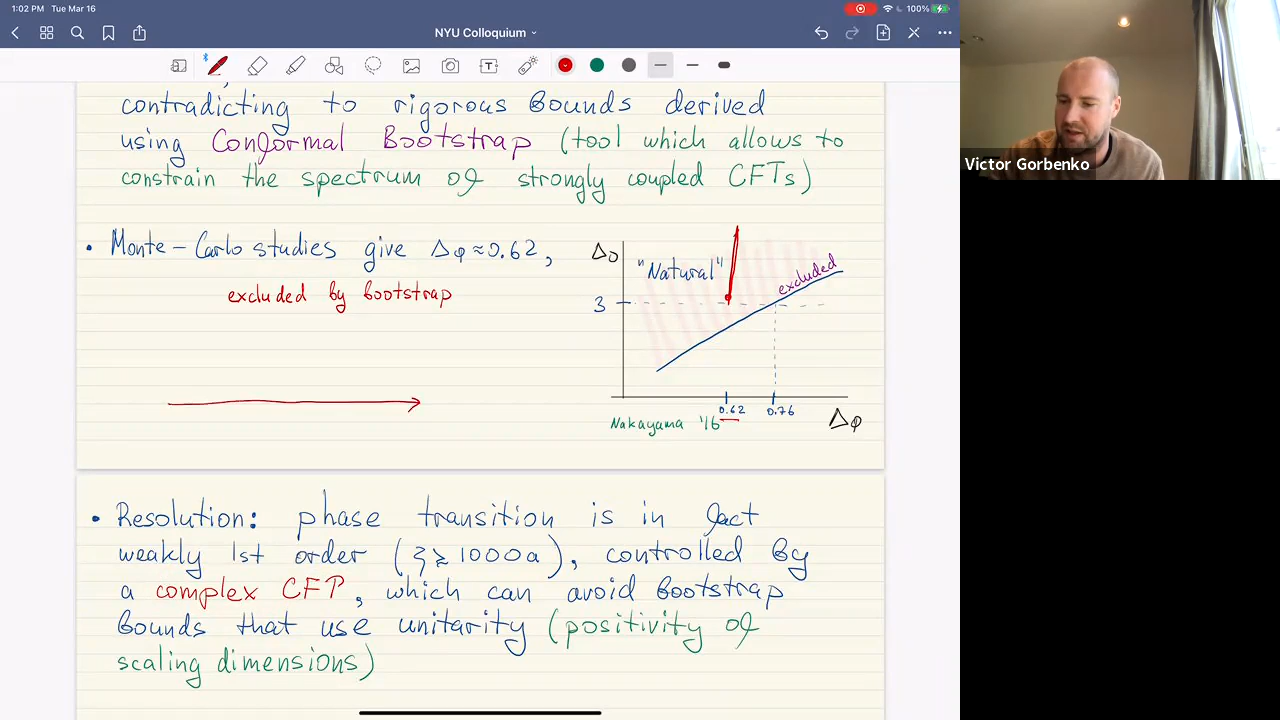 1:02 PM Tue Mar 16
100%
NYU Colloquium
contradicting to rigorous bounds derived
using Conformal Bootstrap (tool which allows to
constrain the spectrum of strongly coupled CFTs)
• Monte-Carlo studies give Δφ≈0.62,
excluded by bootstrap
Δ0
"Natural"
excluded
3
0.62
0.76
Nakayama '16
Δφ
• Resolution: phase transition is in fact
weakly 1st order (ξ≳1000a), controlled by
a complex CFT, which can avoid bootstrap
bounds that use unitarity (positivity of
scaling dimensions)
Victor Gorbenko